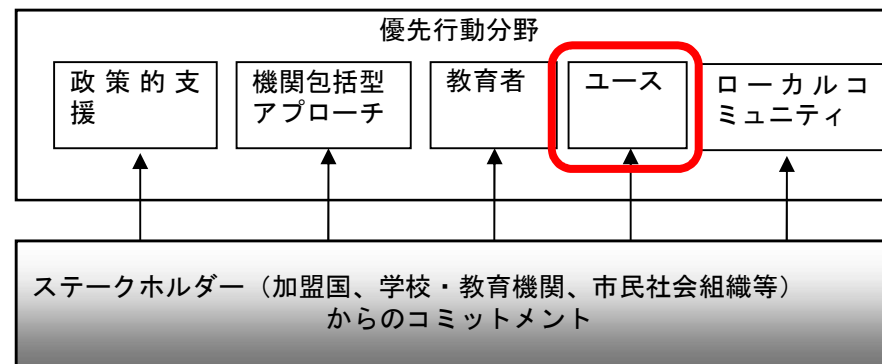 優先行動分野
政策的支
援
機関包括型
アプローチ
教育者
ユース
ローカルコ
ミュニティ
ステークホルダー（加盟国、学校・教育機関、市民社会組織等）
からのコミットメント